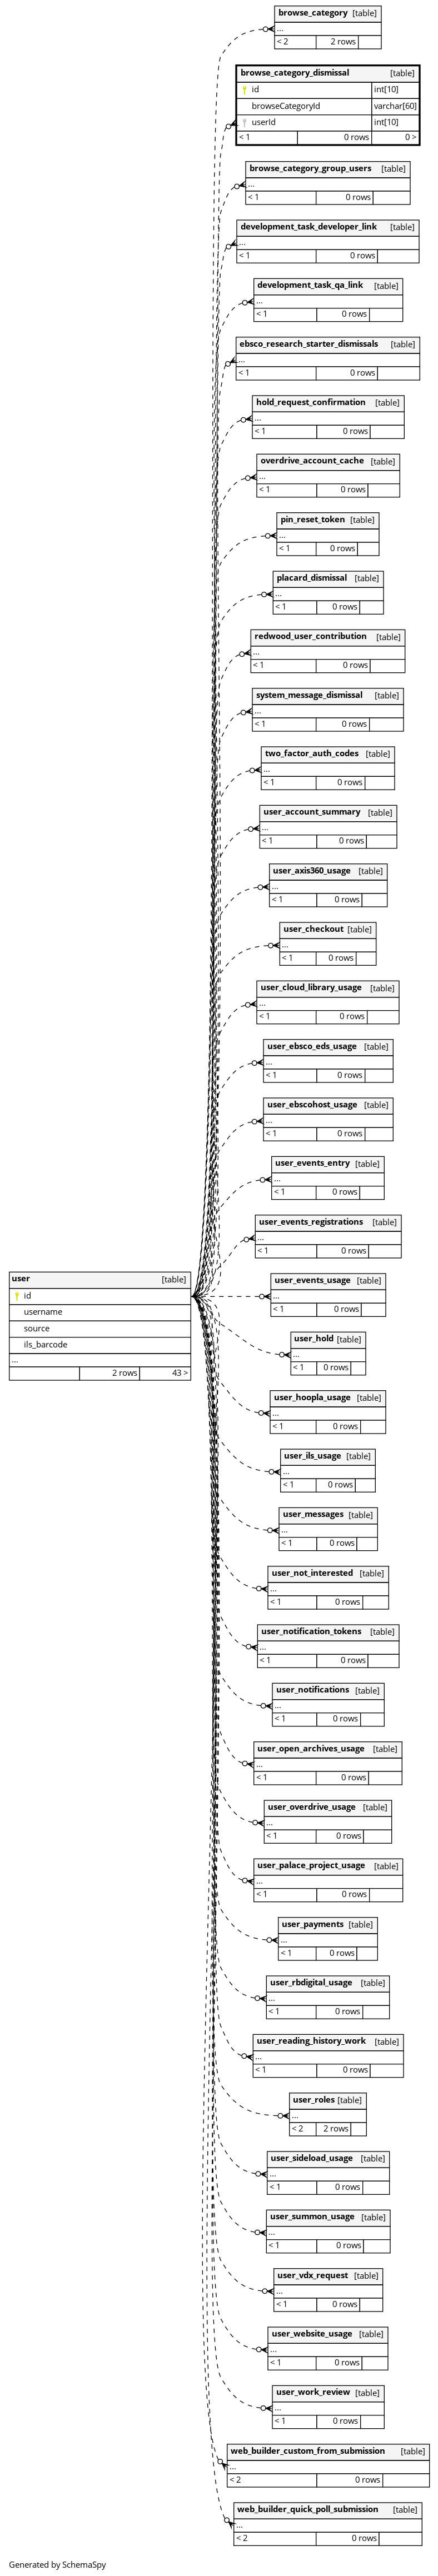 browse_category [table]
...
< 2 2 rows
browse_category_dismissal [table]
id int[10]
browseCategoryId varchar[60]
userId int[10]
< 1 0 rows 0 >
browse_category_group_users [table]
...
< 1 0 rows
development_task_developer_link [table]
...
< 1 0 rows
development_task_qa_link [table]
...
< 1 0 rows
ebsco_research_starter_dismissals [table]
...
< 1 0 rows
hold_request_confirmation [table]
...
< 1 0 rows
overdrive_account_cache [table]
...
< 1 0 rows
pin_reset_token [table]
...
< 1 0 rows
placard_dismissal [table]
...
< 1 0 rows
redwood_user_contribution [table]
...
< 1 0 rows
system_message_dismissal [table]
...
< 1 0 rows
two_factor_auth_codes [table]
...
< 1 0 rows
user_account_summary [table]
...
< 1 0 rows
user_axis360_usage [table]
...
< 1 0 rows
user_checkout [table]
...
< 1 0 rows
user_cloud_library_usage [table]
...
< 1 0 rows
user_ebsco_eds_usage [table]
...
< 1 0 rows
user_ebscohost_usage [table]
...
< 1 0 rows
user_events_entry [table]
...
< 1 0 rows
user_events_registrations [table]
...
< 1 0 rows
user [table]
id
username
source
ils_barcode
...
2 rows 43 >
user_events_usage [table]
...
< 1 0 rows
user_hold [table]
...
< 1 0 rows
user_hoopla_usage [table]
...
< 1 0 rows
user_ils_usage [table]
...
< 1 0 rows
user_messages [table]
...
< 1 0 rows
user_not_interested [table]
...
< 1 0 rows
user_notification_tokens [table]
...
< 1 0 rows
user_notifications [table]
...
< 1 0 rows
user_open_archives_usage [table]
...
< 1 0 rows
user_overdrive_usage [table]
...
< 1 0 rows
user_palace_project_usage [table]
...
< 1 0 rows
user_payments [table]
...
< 1 0 rows
user_rbdigital_usage [table]
...
< 1 0 rows
user_reading_history_work [table]
...
< 1 0 rows
user_roles [table]
...
< 2 2 rows
user_sideload_usage [table]
...
< 1 0 rows
user_summon_usage [table]
...
< 1 0 rows
user_vdx_request [table]
...
< 1 0 rows
user_website_usage [table]
...
< 1 0 rows
user_work_review [table]
...
< 1 0 rows
web_builder_custom_from_submission [table]
...
< 2 0 rows
web_builder_quick_poll_submission [table]
...
< 2 0 rows
Generated by SchemaSpy